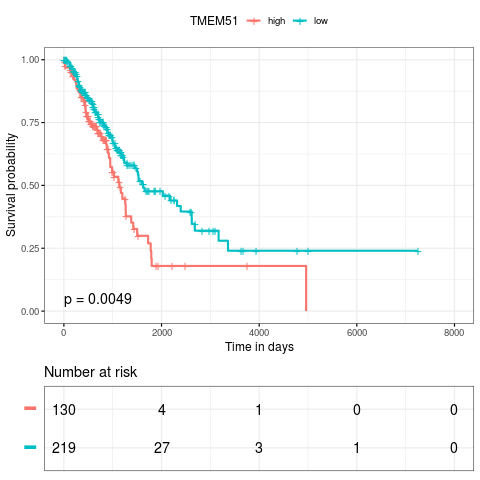 TMEM51 high low
1.00
0.75
0.50
0.25
0.00
Survival probability
p = 0.0049
0 2000 4000 6000 8000
Time in days
Number at risk
130 4 1 0 0
219 27 3 1 0